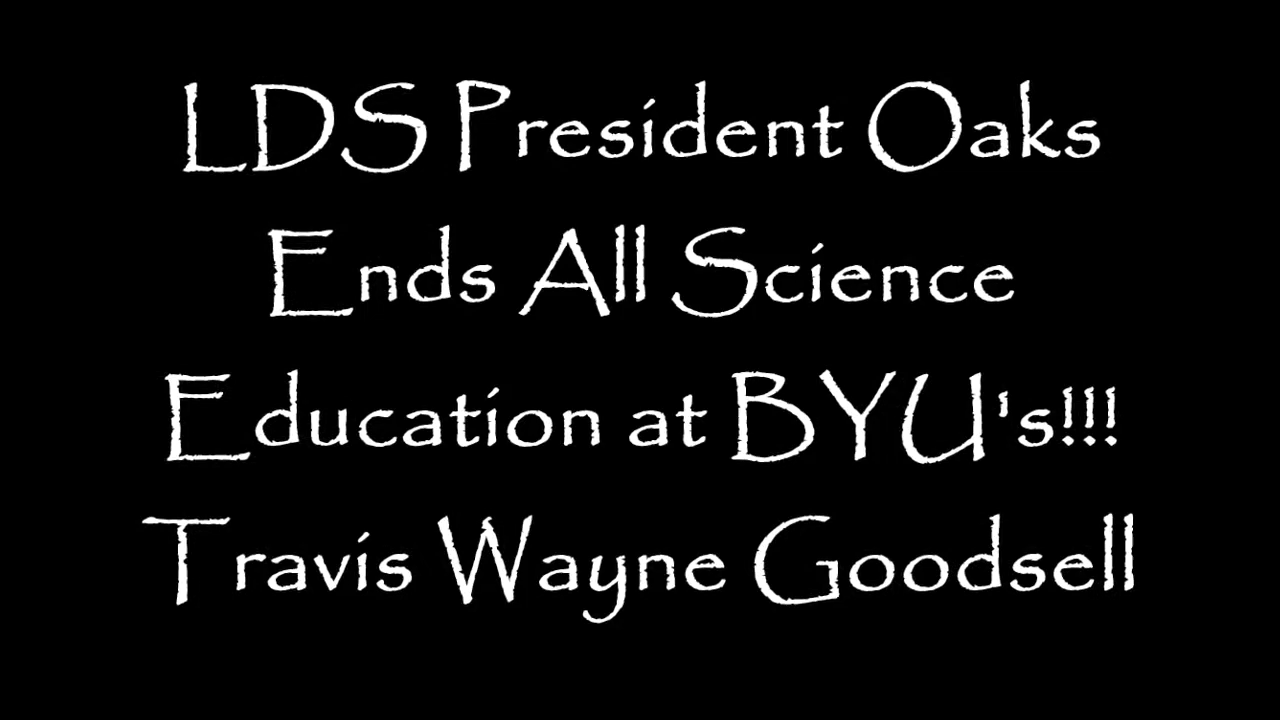 LDS President Oaks
Ends All Science
Education at BYU's!!!
Travis Wayne Goodsell